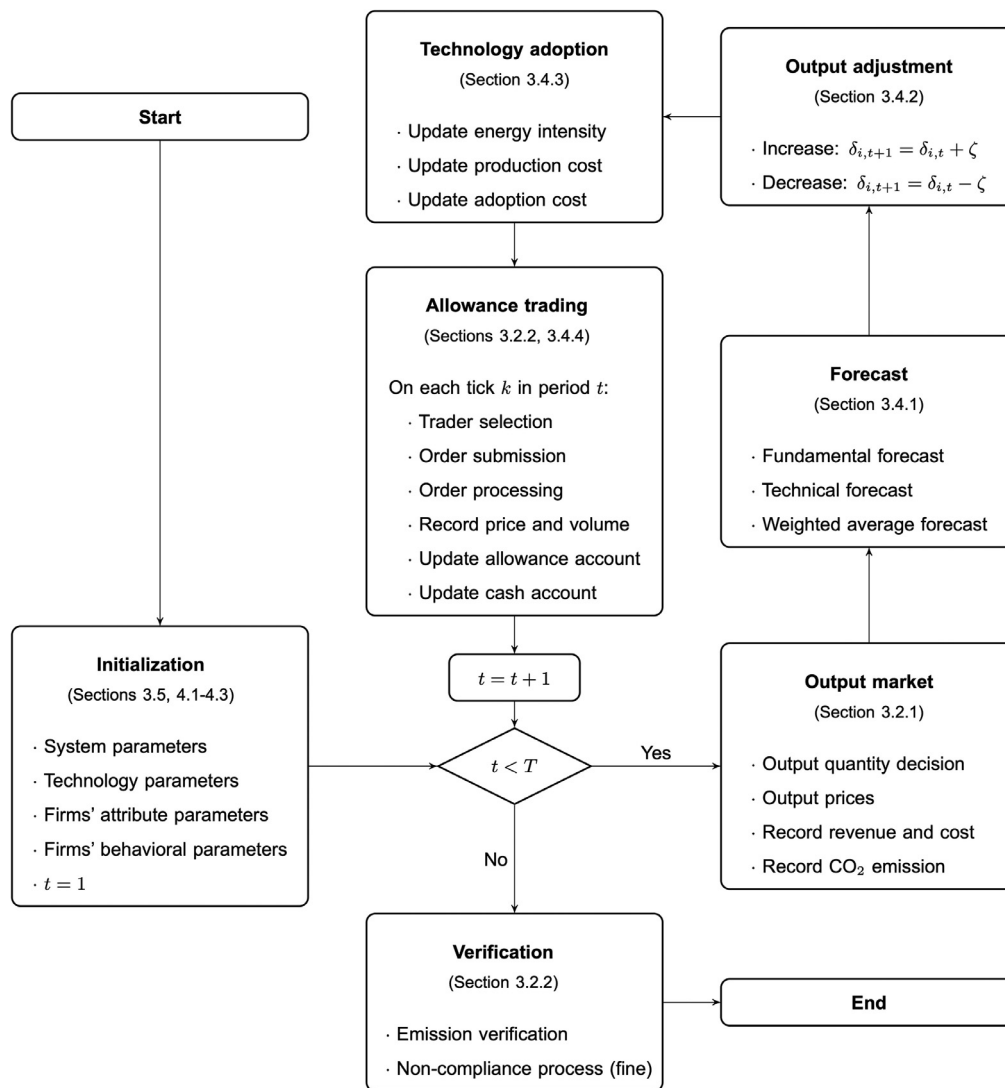 Start
Initialization
(Sections 3.5, 4.1-4.3)
· System parameters
· Technology parameters
· Firms’ attribute parameters
· Firms’ behavioral parameters
· t = 1
Technology adoption
(Section 3.4.3)
· Update energy intensity
· Update production cost
· Update adoption cost
Allowance trading
(Sections 3.2.2, 3.4.4)
On each tick k in period t:
· Trader selection
· Order submission
· Order processing
· Record price and volume
· Update allowance account
· Update cash account
t = t + 1
t < T
Yes
No
Verification
(Section 3.2.2)
· Emission verification
· Non-compliance process (fine)
Output adjustment
(Section 3.4.2)
· Increase: δi,t+1 = δi,t + ζ
· Decrease: δi,t+1 = δi,t − ζ
Forecast
(Section 3.4.1)
· Fundamental forecast
· Technical forecast
· Weighted average forecast
Output market
(Section 3.2.1)
· Output quantity decision
· Output prices
· Record revenue and cost
· Record CO₂ emission
End